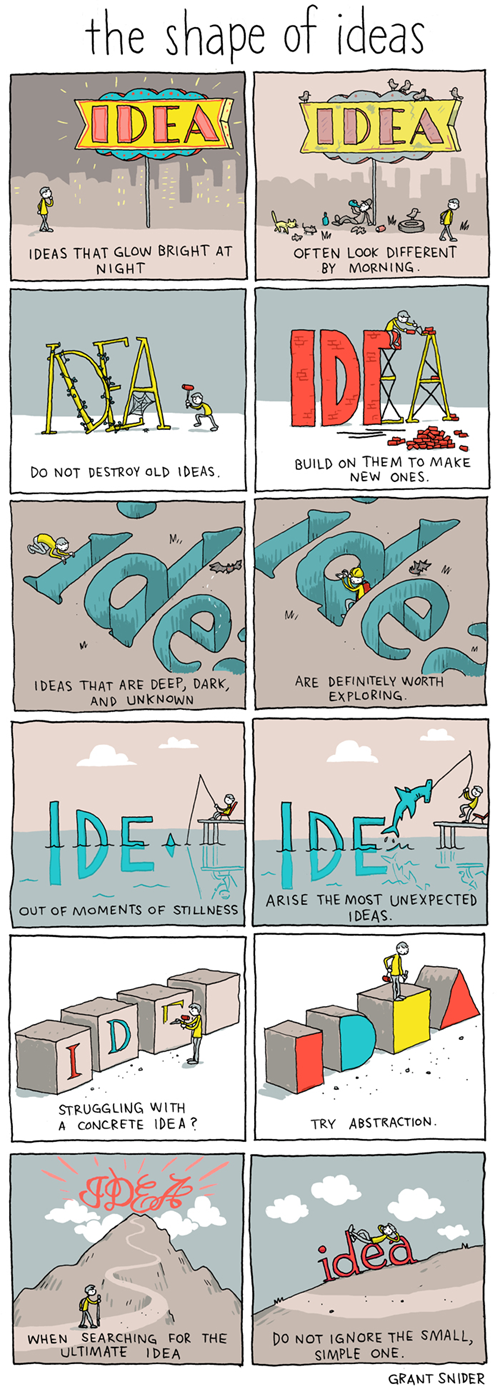 the shape of ideas
IDEA
IDEAS THAT GLOW BRIGHT AT
NIGHT
IDEA
OFTEN LOOK DIFFERENT
BY MORNING.
IDEA
DO NOT DESTROY OLD IDEAS.
IDEA
BUILD ON THEM TO MAKE
NEW ONES.
ide
IDEAS THAT ARE DEEP, DARK,
AND UNKNOWN
ide
ARE DEFINITELY WORTH
EXPLORING.
IDE
OUT OF MOMENTS OF STILLNESS
IDE
ARISE THE MOST UNEXPECTED
IDEAS.
ID
STRUGGLING WITH
A CONCRETE IDEA?
TRY ABSTRACTION.
IDEA
WHEN SEARCHING FOR THE
ULTIMATE IDEA
idea
DO NOT IGNORE THE SMALL,
SIMPLE ONE.
GRANT SNIDER